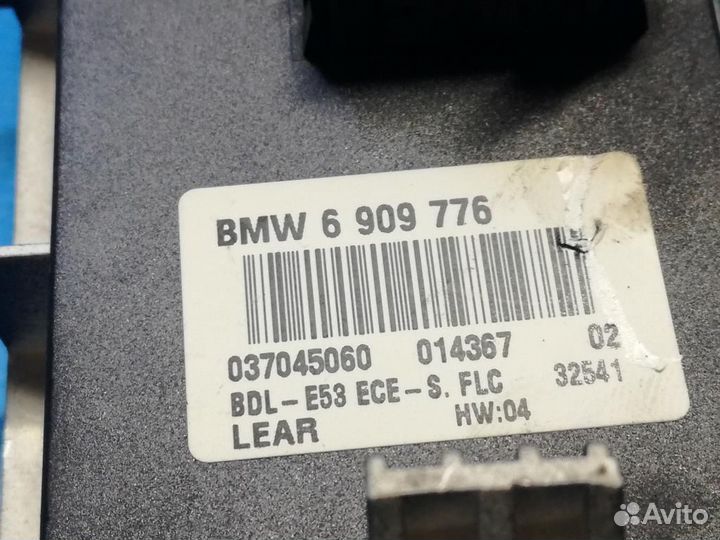 BMW 6 909 776
037045060 014367 02
BDL-E53 ECE-S. FLC 32541
LEAR HW:04
Avito